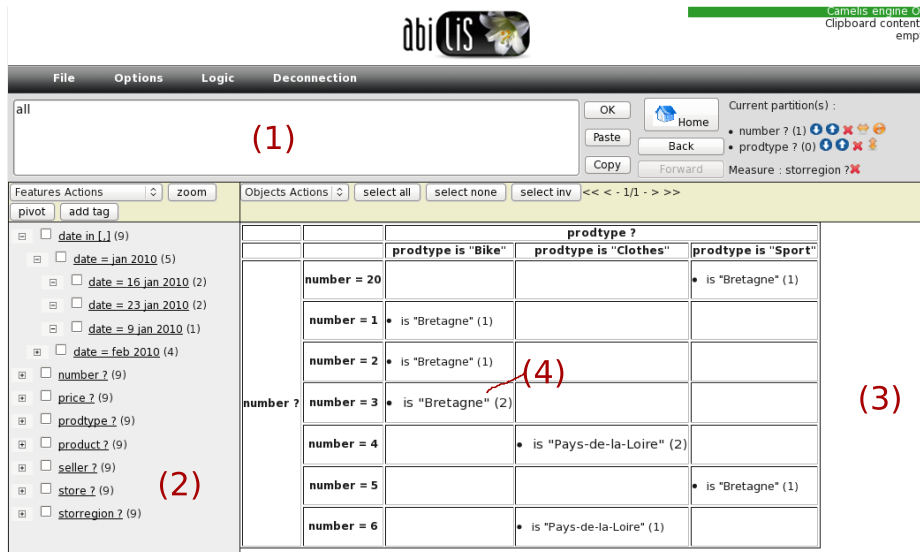 abilis
Camelis engine O
Clipboard content
emp
File Options Logic Deconnection
all
(1)
OK
Paste
Copy
Home
Back
Forward
Current partition(s) :
• number ? (1)
• prodtype ? (0)
Measure : storregion ?
Features Actions zoom
pivot add tag
Objects Actions select all select none select inv << < - 1/1 - > >>
date in [,] (9)
date = jan 2010 (5)
date = 16 jan 2010 (2)
date = 23 jan 2010 (2)
date = 9 jan 2010 (1)
date = feb 2010 (4)
number ? (9)
price ? (9)
prodtype ? (9)
product ? (9)
seller ? (9)
store ? (9)
storregion ? (9)
(2)
prodtype ?
prodtype is "Bike" prodtype is "Clothes" prodtype is "Sport"
number ?
number = 20 • is "Bretagne" (1)
number = 1 • is "Bretagne" (1)
number = 2 • is "Bretagne" (1)
number = 3 • is "Bretagne" (2)
number = 4 • is "Pays-de-la-Loire" (2)
number = 5 • is "Bretagne" (1)
number = 6 • is "Pays-de-la-Loire" (1)
(4)
(3)